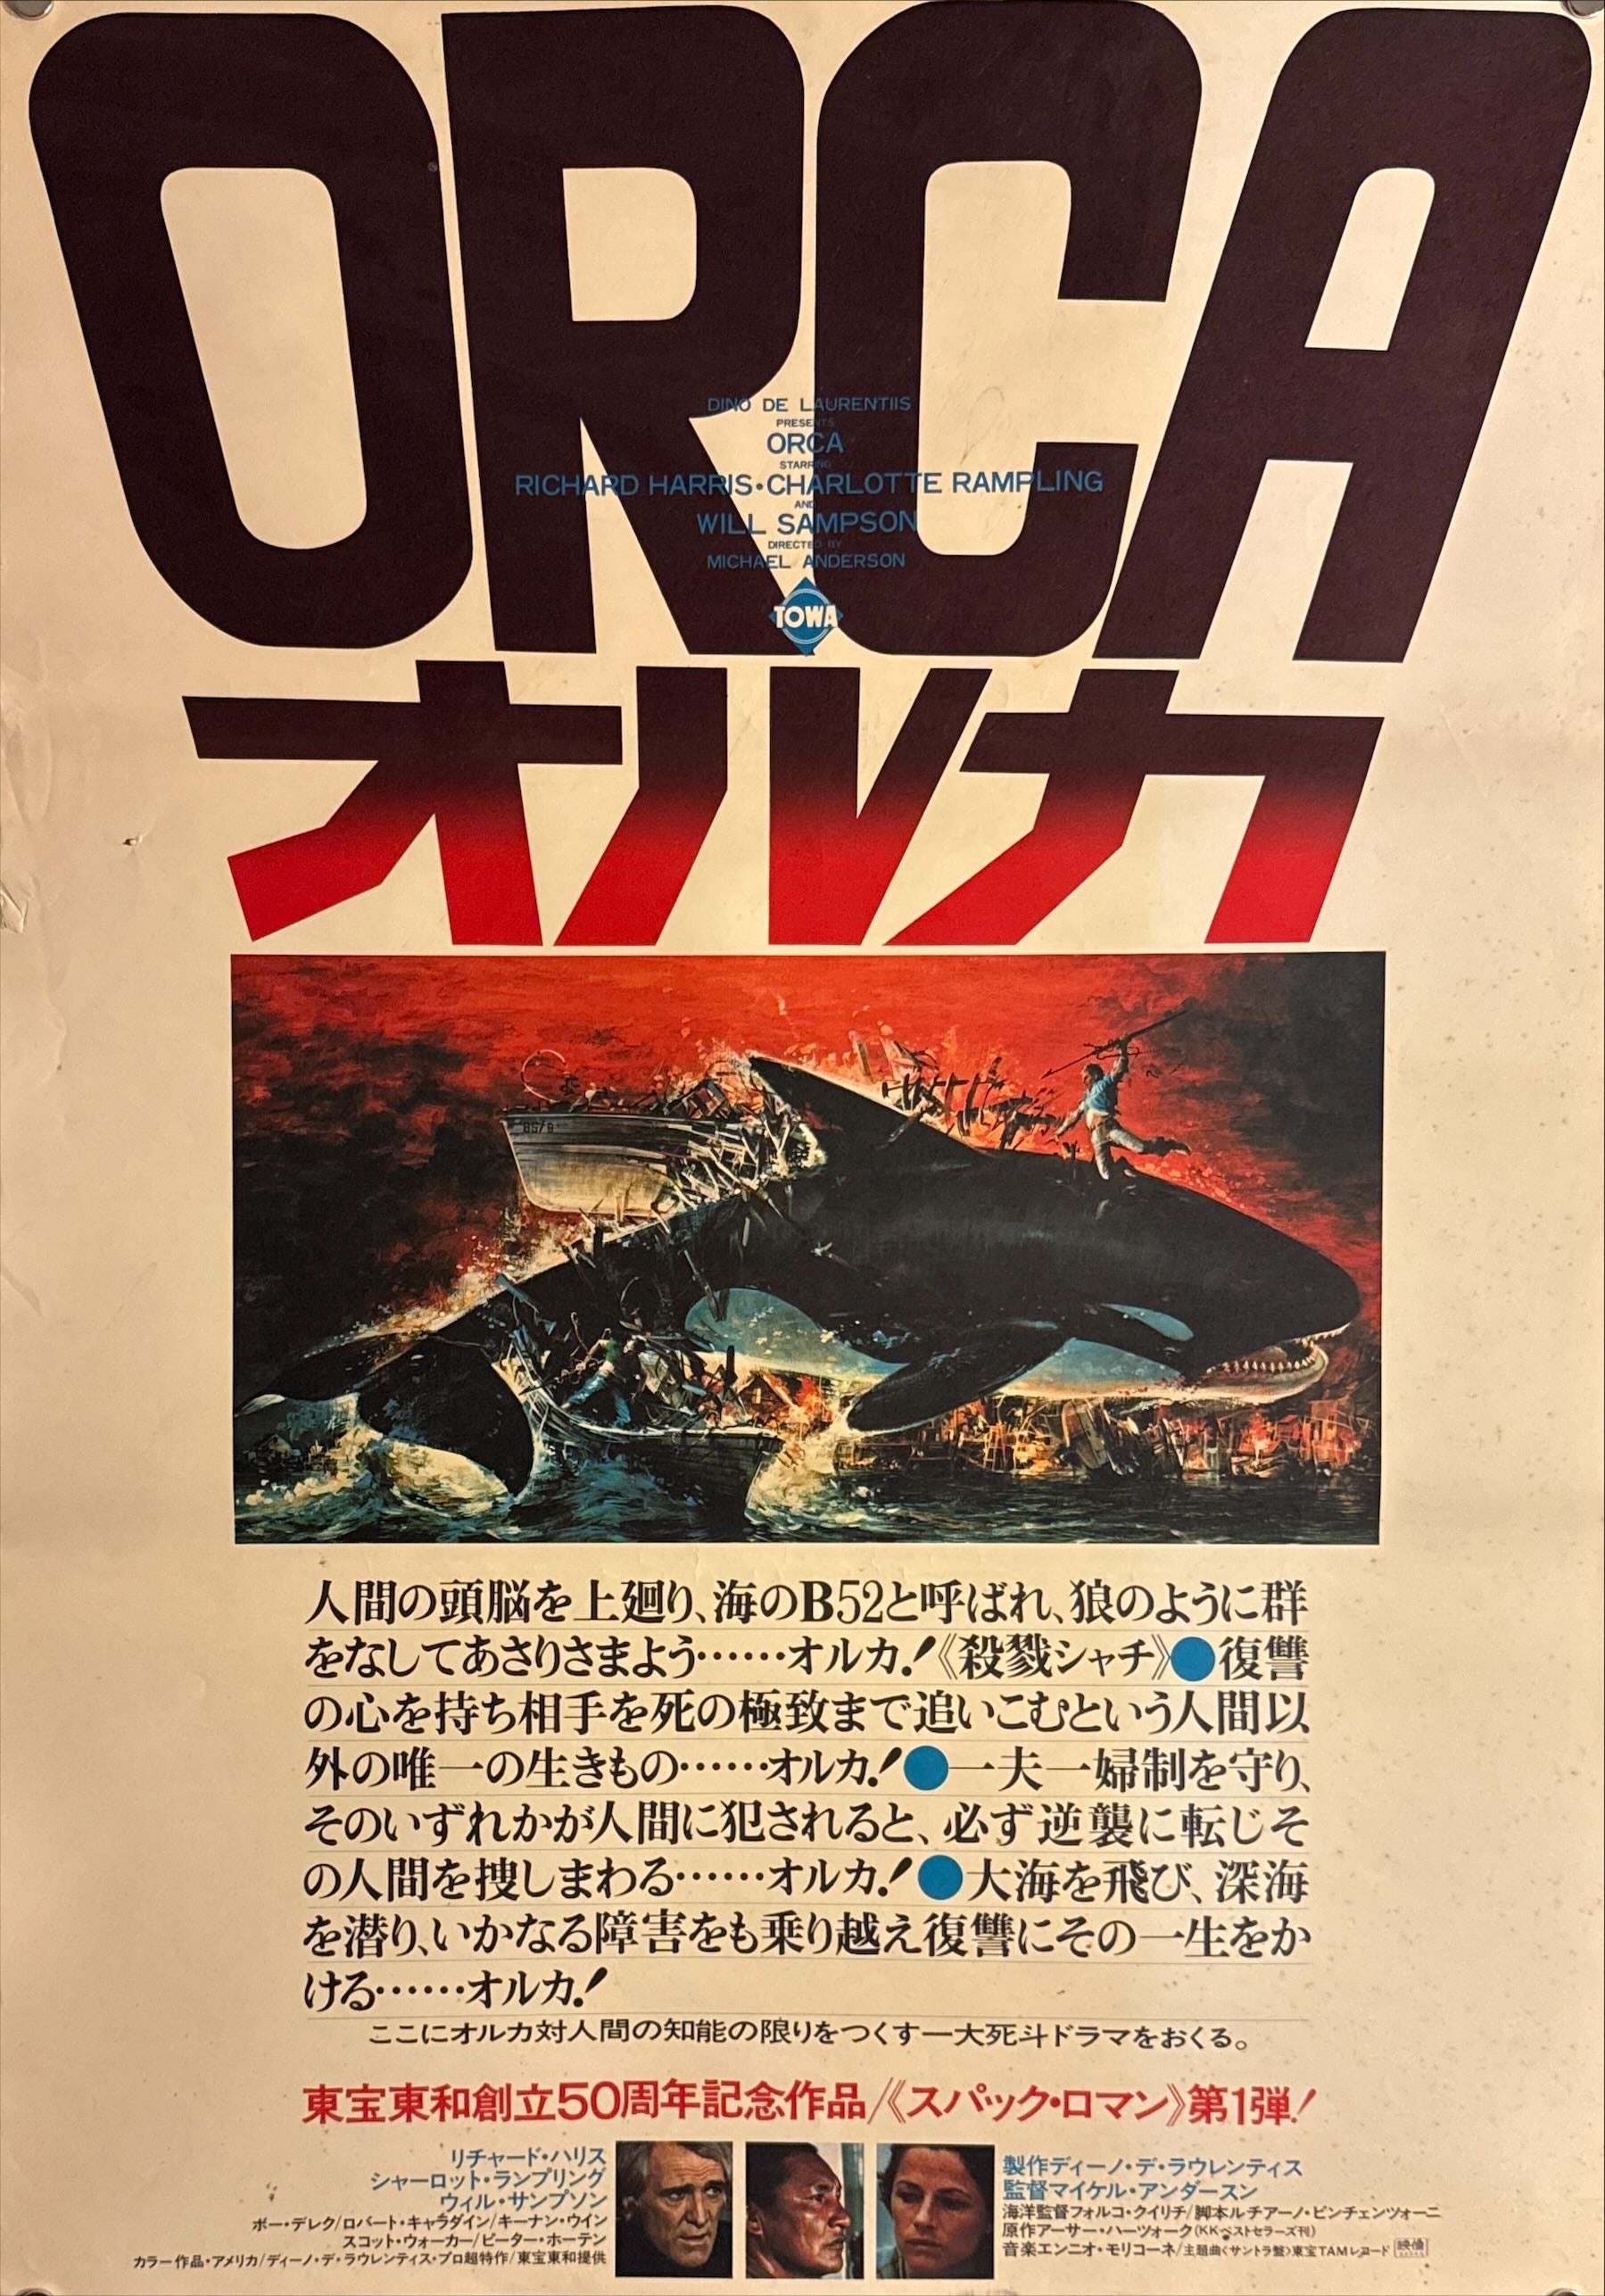 ORCA
DINO DE LAURENTIIS
PRESENTS
ORCA
STARRING
RICHARD HARRIS・CHARLOTTE RAMPLING
AND
WILL SAMPSON
DIRECTED BY
MICHAEL ANDERSON
TOWA
オルカ
人間の頭脳を上廻り、海のB52と呼ばれ、狼のように群
をなしてあさりさまよう……オルカ!《殺戮シャチ》●復讐
の心を持ち相手を死の極致まで追いこむという人間以
外の唯一の生きもの……オルカ!●一夫一婦制を守り、
そのいずれかが人間に犯されると、必ず逆襲に転じそ
の人間を捜しまわる……オルカ!●大海を飛び、深海
を潜り、いかなる障害をも乗り越え復讐にその一生をか
ける……オルカ!
ここにオルカ対人間の知能の限りをつくす一大死斗ドラマをおくる。
東宝東和創立50周年記念作品/《スパック・ロマン》第1弾!
リチャード・ハリス
シャーロット・ランプリング
ウィル・サンプソン
ボー・デレク/ロバート・キャラダイン/キーナン・ウイン
スコット・ウォーカー/ピーター・ホーテン
カラー作品・アメリカ/ディーノ・デ・ラウレンティス・プロ超特作/東宝東和提供
製作ディーノ・デ・ラウレンティス
監督マイケル・アンダースン
海洋監督フォルコ・クイリチ/脚本ルチアーノ・ビンチェンツォーニ
原作アーサー・ハーツォーク(KKベストセラーズ刊)
音楽エンニオ・モリコーネ/主題曲〈サントラ盤〉東宝TAMレコード